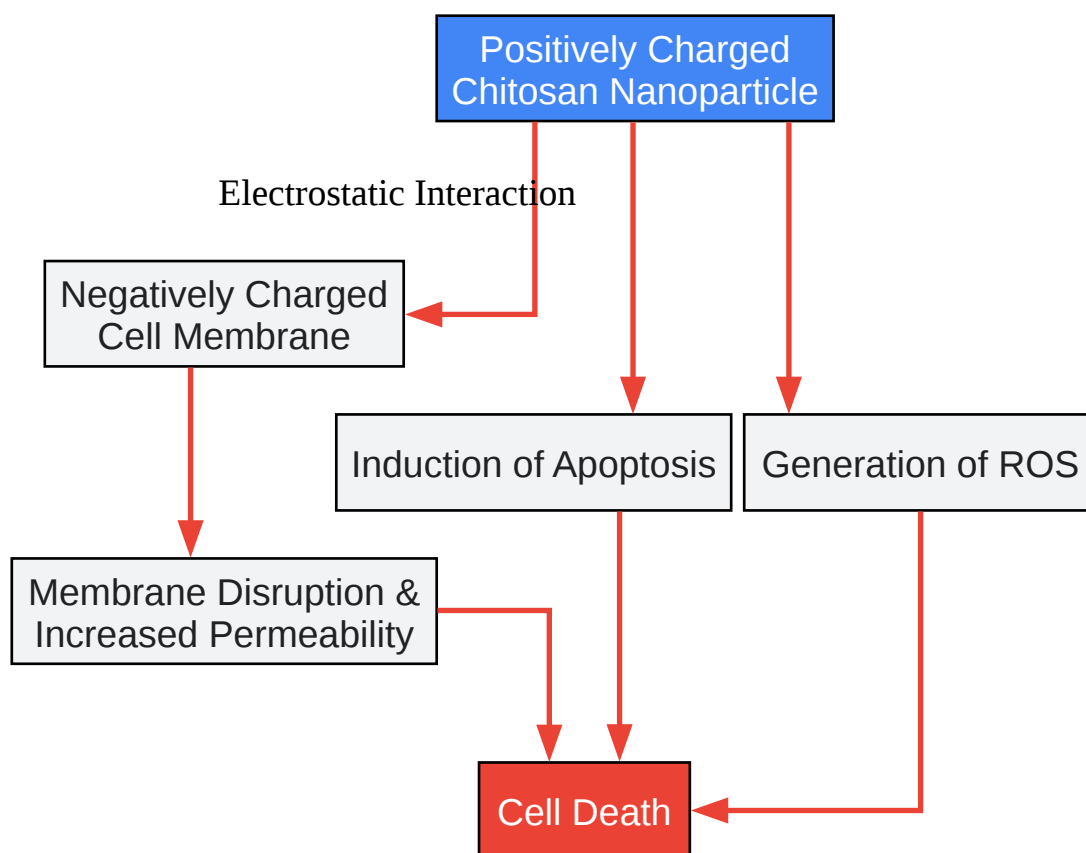 Positively Charged
Chitosan Nanoparticle
Electrostatic Interaction
Negatively Charged
Cell Membrane
Induction of Apoptosis
Generation of ROS
Membrane Disruption &
Increased Permeability
Cell Death